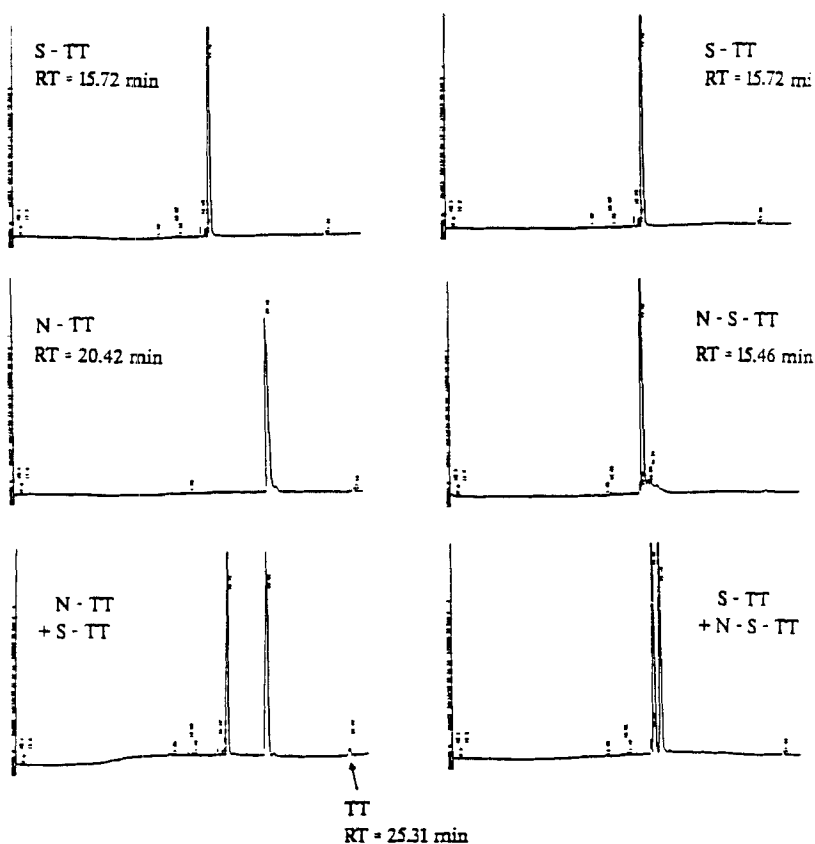 S - TT
RT = 15.72 min
S - TT
RT = 15.72 mi
N - TT
RT = 20.42 min
N - S - TT
RT = 15.46 min
N - TT
+ S - TT
S - TT
+ N - S - TT
TT
RT = 25.31 min